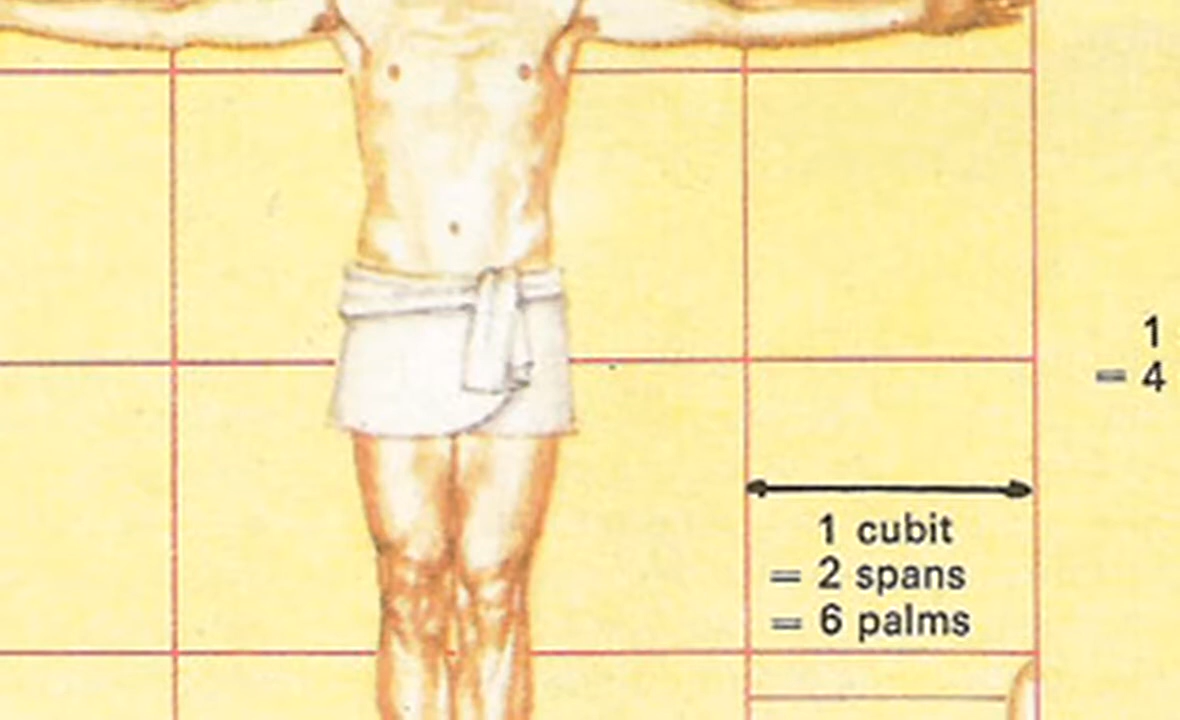 1
= 4
1 cubit
= 2 spans
= 6 palms